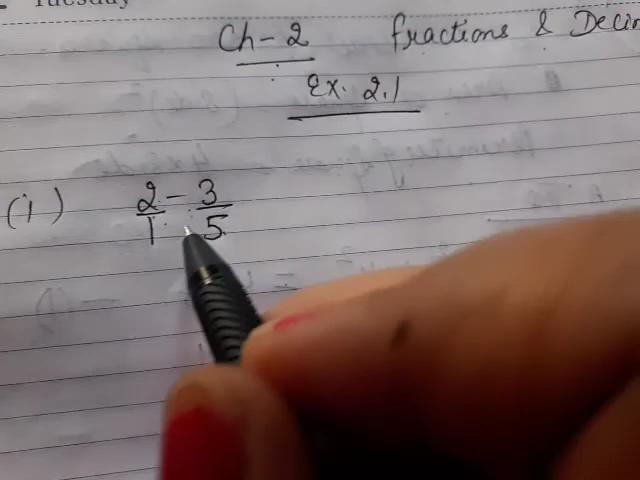 Tuesday
Ch-2 fractions & Deci
Ex. 2.1
(i) 2/1 - 3/5